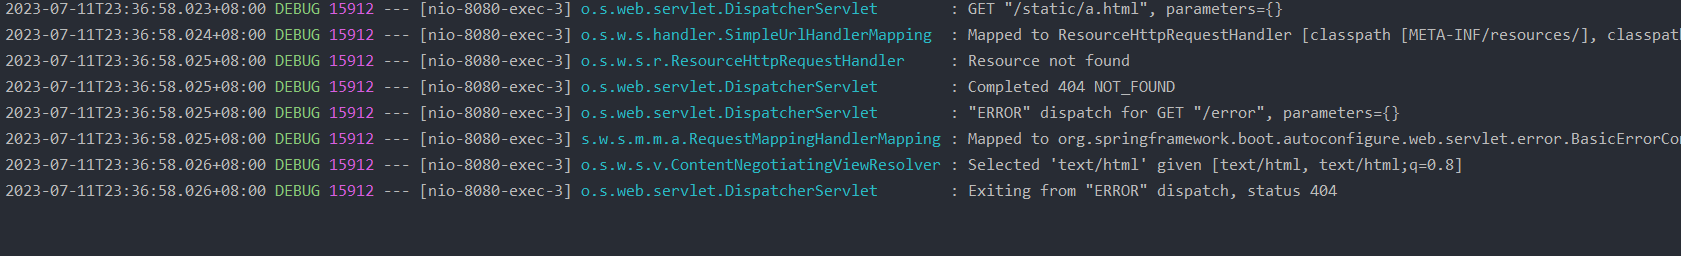 2023-07-11T23:36:58.023+08:00 DEBUG 15912 --- [nio-8080-exec-3] o.s.web.servlet.DispatcherServlet        : GET "/static/a.html", parameters={}
2023-07-11T23:36:58.024+08:00 DEBUG 15912 --- [nio-8080-exec-3] o.s.w.s.handler.SimpleUrlHandlerMapping  : Mapped to ResourceHttpRequestHandler [classpath [META-INF/resources/], classpath
2023-07-11T23:36:58.025+08:00 DEBUG 15912 --- [nio-8080-exec-3] o.s.w.s.r.ResourceHttpRequestHandler     : Resource not found
2023-07-11T23:36:58.025+08:00 DEBUG 15912 --- [nio-8080-exec-3] o.s.web.servlet.DispatcherServlet        : Completed 404 NOT_FOUND
2023-07-11T23:36:58.025+08:00 DEBUG 15912 --- [nio-8080-exec-3] o.s.web.servlet.DispatcherServlet        : "ERROR" dispatch for GET "/error", parameters={}
2023-07-11T23:36:58.025+08:00 DEBUG 15912 --- [nio-8080-exec-3] s.w.s.m.m.a.RequestMappingHandlerMapping : Mapped to org.springframework.boot.autoconfigure.web.servlet.error.BasicErrorCo
2023-07-11T23:36:58.026+08:00 DEBUG 15912 --- [nio-8080-exec-3] o.s.w.s.v.ContentNegotiatingViewResolver : Selected 'text/html' given [text/html, text/html;q=0.8]
2023-07-11T23:36:58.026+08:00 DEBUG 15912 --- [nio-8080-exec-3] o.s.web.servlet.DispatcherServlet        : Exiting from "ERROR" dispatch, status 404